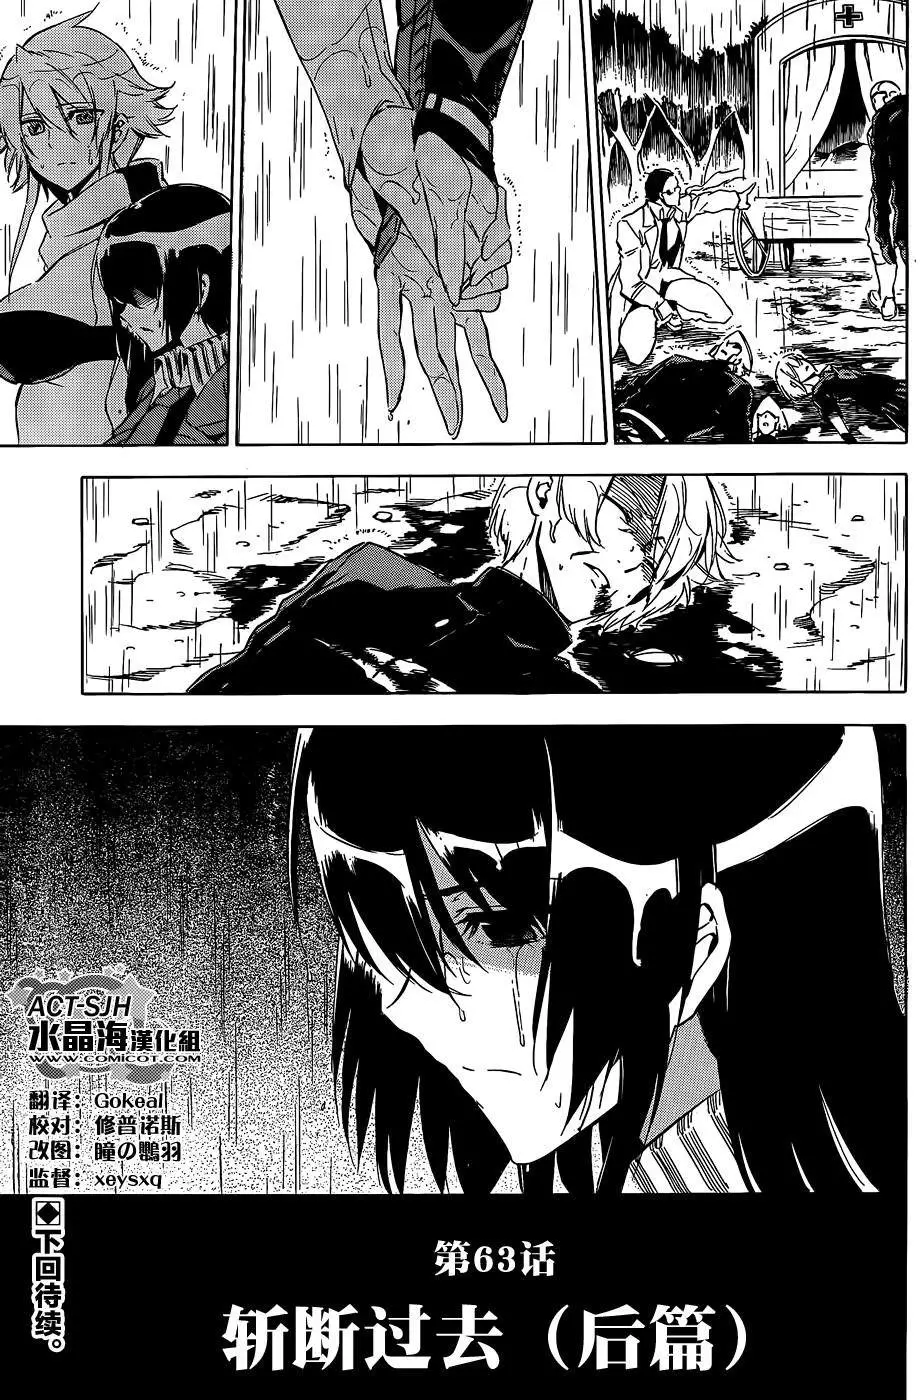 ACT-SJH
水晶海漢化組
WWW.COMICOT.COM
翻译：Gokeal
校对：修普诺斯
改图：瞳の鸚羽
监督：xeysxq
◆下回待续。
第63话
斩断过去（后篇）